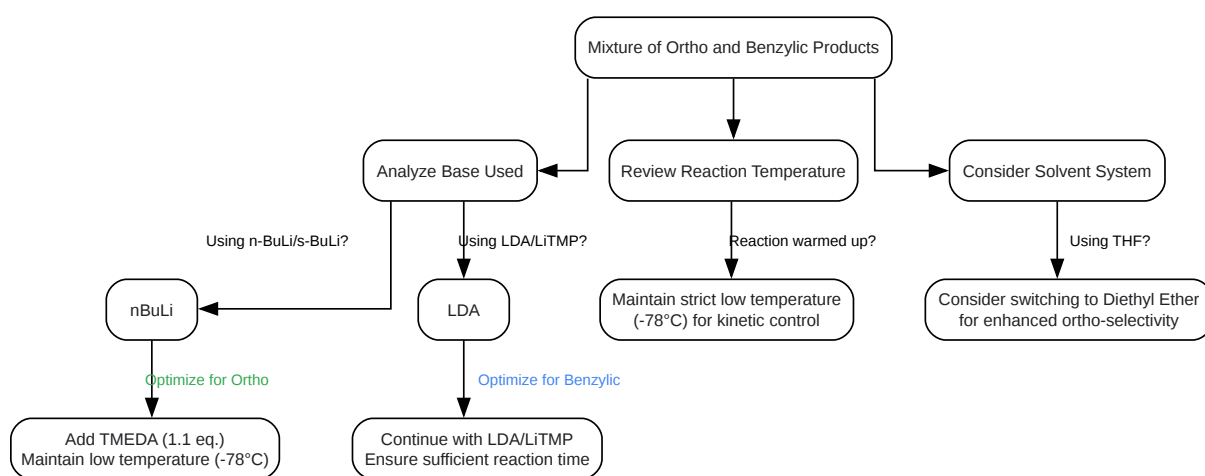 Mixture of Ortho and Benzylic Products
Analyze Base Used
Review Reaction Temperature
Consider Solvent System
Using n-BuLi/s-BuLi?
Using LDA/LiTMP?
Reaction warmed up?
Using THF?
nBuLi
LDA
Maintain strict low temperature
(-78°C) for kinetic control
Consider switching to Diethyl Ether
for enhanced ortho-selectivity
Optimize for Ortho
Optimize for Benzylic
Add TMEDA (1.1 eq.)
Maintain low temperature (-78°C)
Continue with LDA/LiTMP
Ensure sufficient reaction time